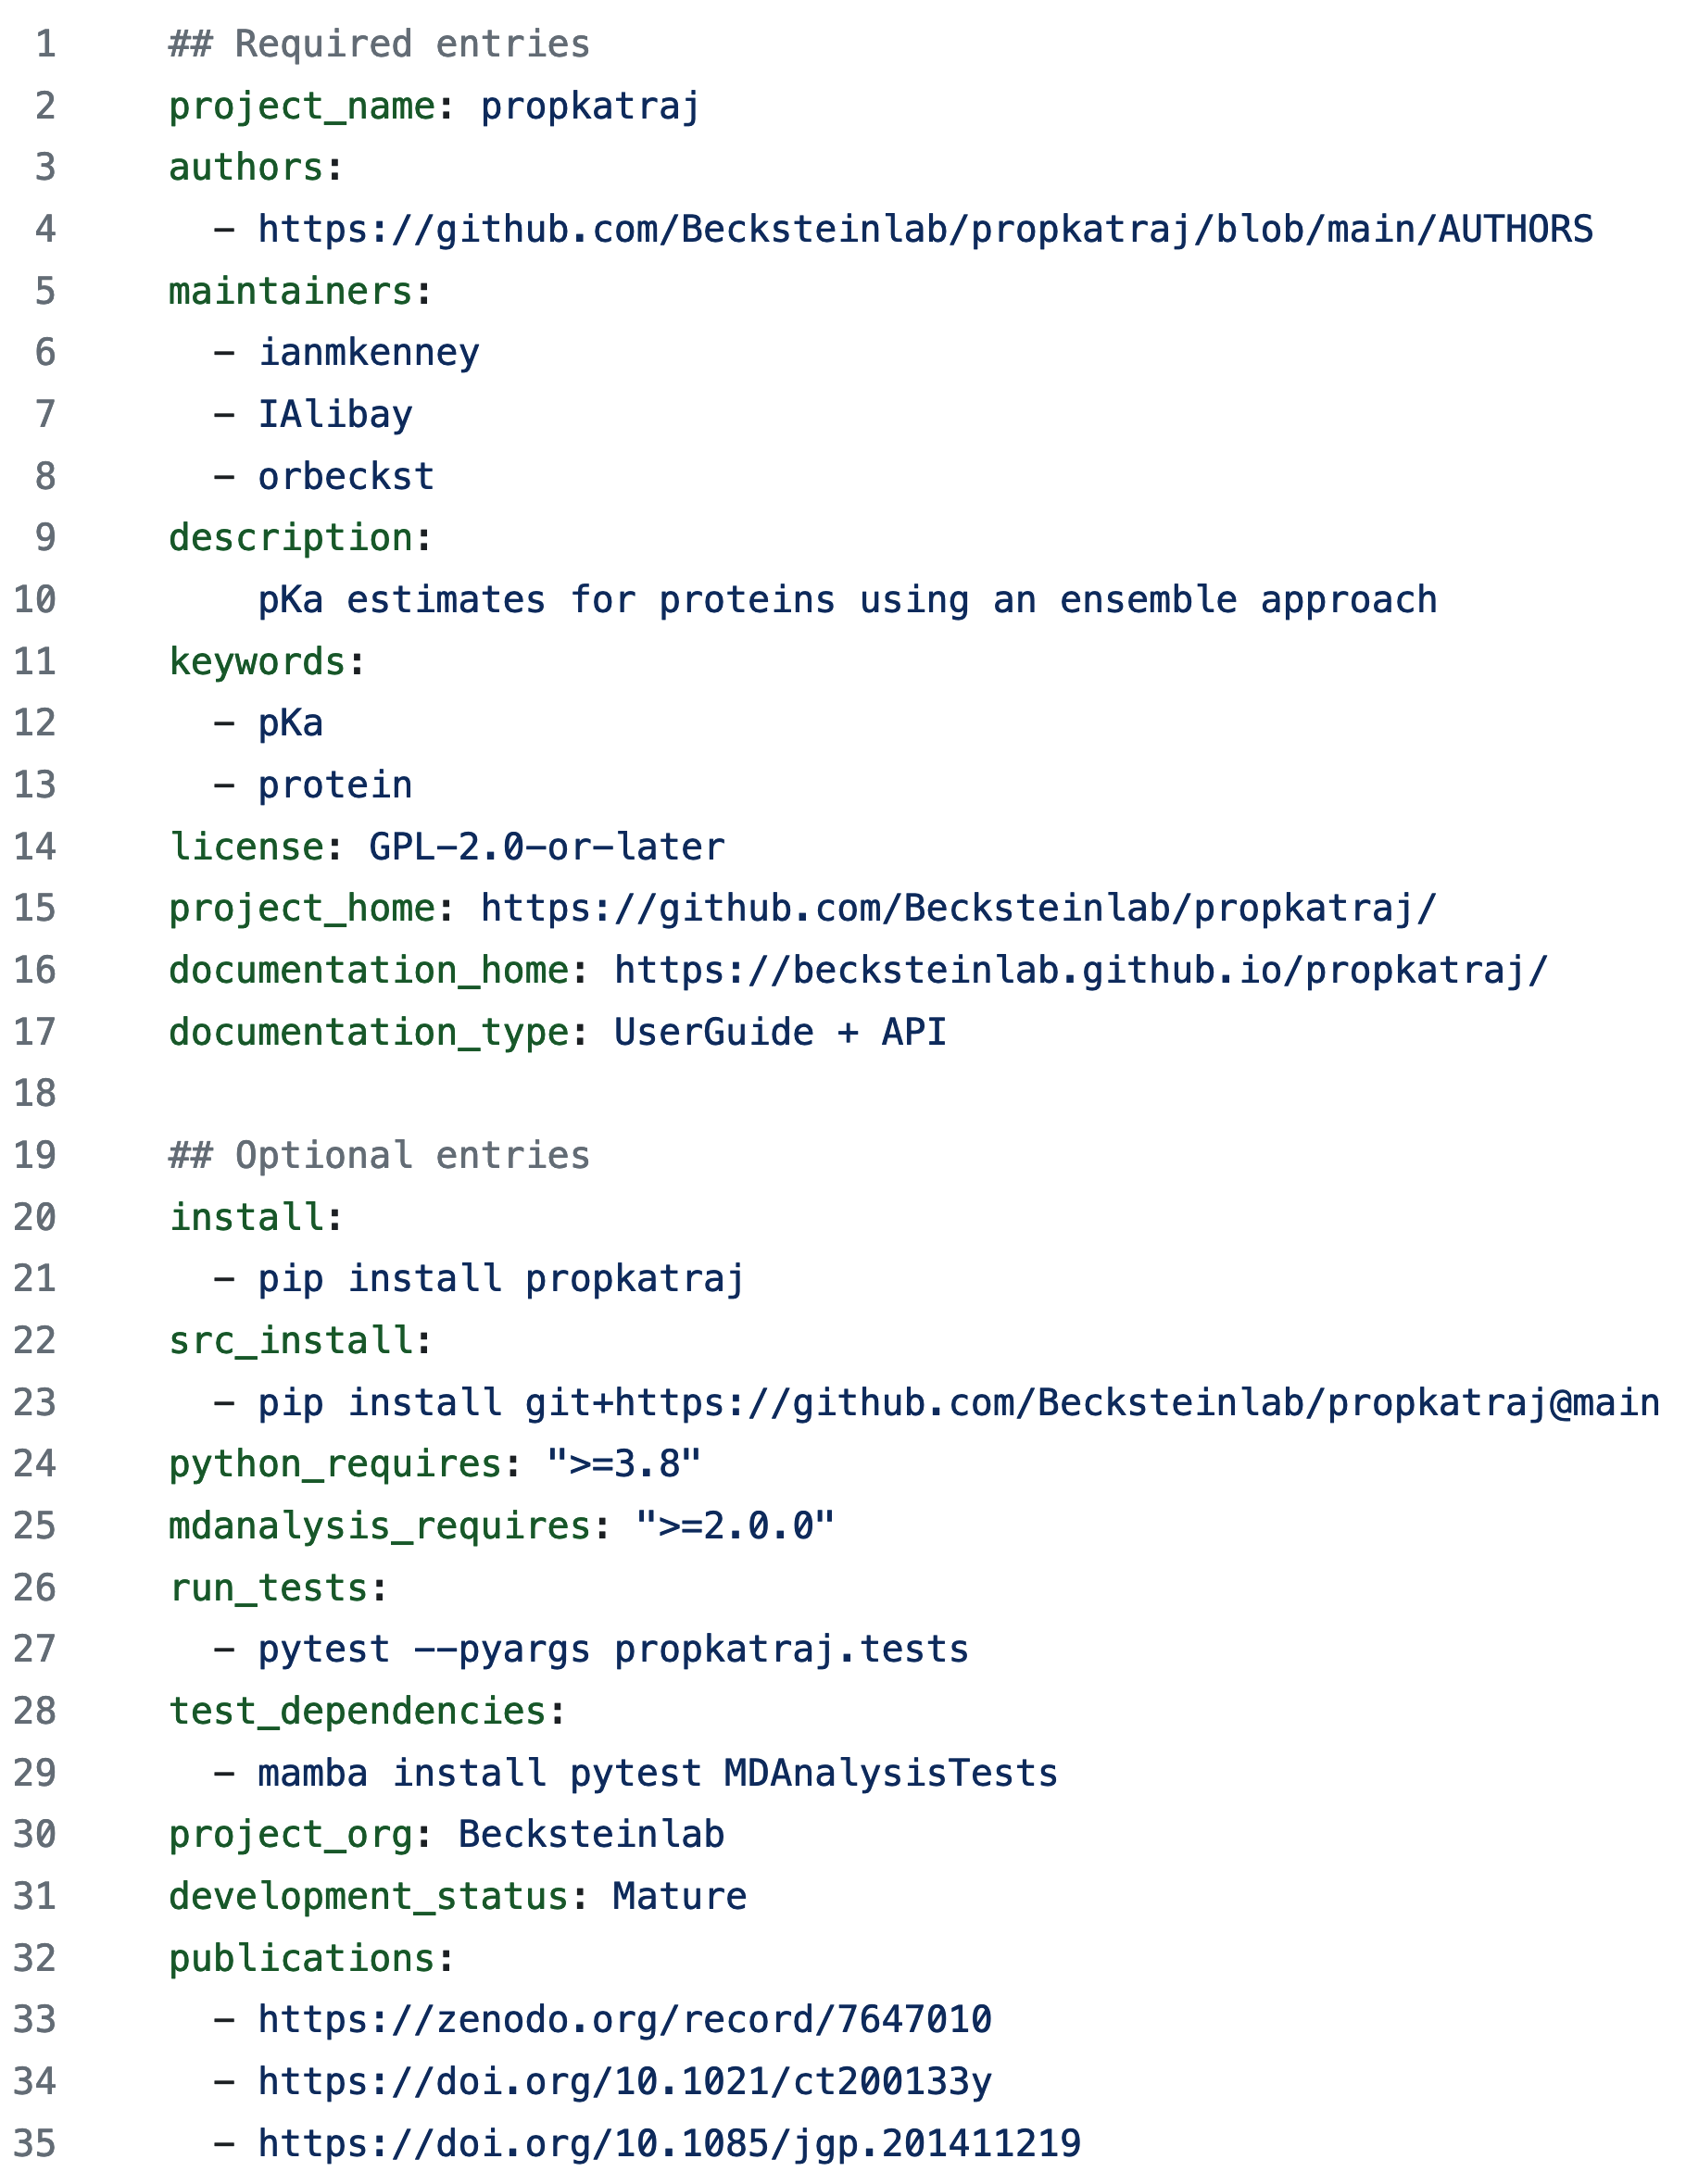 1 ## Required entries
2 project_name: propkatraj
3 authors:
4   - https://github.com/Becksteinlab/propkatraj/blob/main/AUTHORS
5 maintainers:
6   - ianmkenney
7   - IAlibay
8   - orbeckst
9 description:
10     pKa estimates for proteins using an ensemble approach
11 keywords:
12   - pKa
13   - protein
14 license: GPL-2.0-or-later
15 project_home: https://github.com/Becksteinlab/propkatraj/
16 documentation_home: https://becksteinlab.github.io/propkatraj/
17 documentation_type: UserGuide + API
18
19 ## Optional entries
20 install:
21   - pip install propkatraj
22 src_install:
23   - pip install git+https://github.com/Becksteinlab/propkatraj@main
24 python_requires: ">=3.8"
25 mdanalysis_requires: ">=2.0.0"
26 run_tests:
27   - pytest --pyargs propkatraj.tests
28 test_dependencies:
29   - mamba install pytest MDAnalysisTests
30 project_org: Becksteinlab
31 development_status: Mature
32 publications:
33   - https://zenodo.org/record/7647010
34   - https://doi.org/10.1021/ct200133y
35   - https://doi.org/10.1085/jgp.201411219